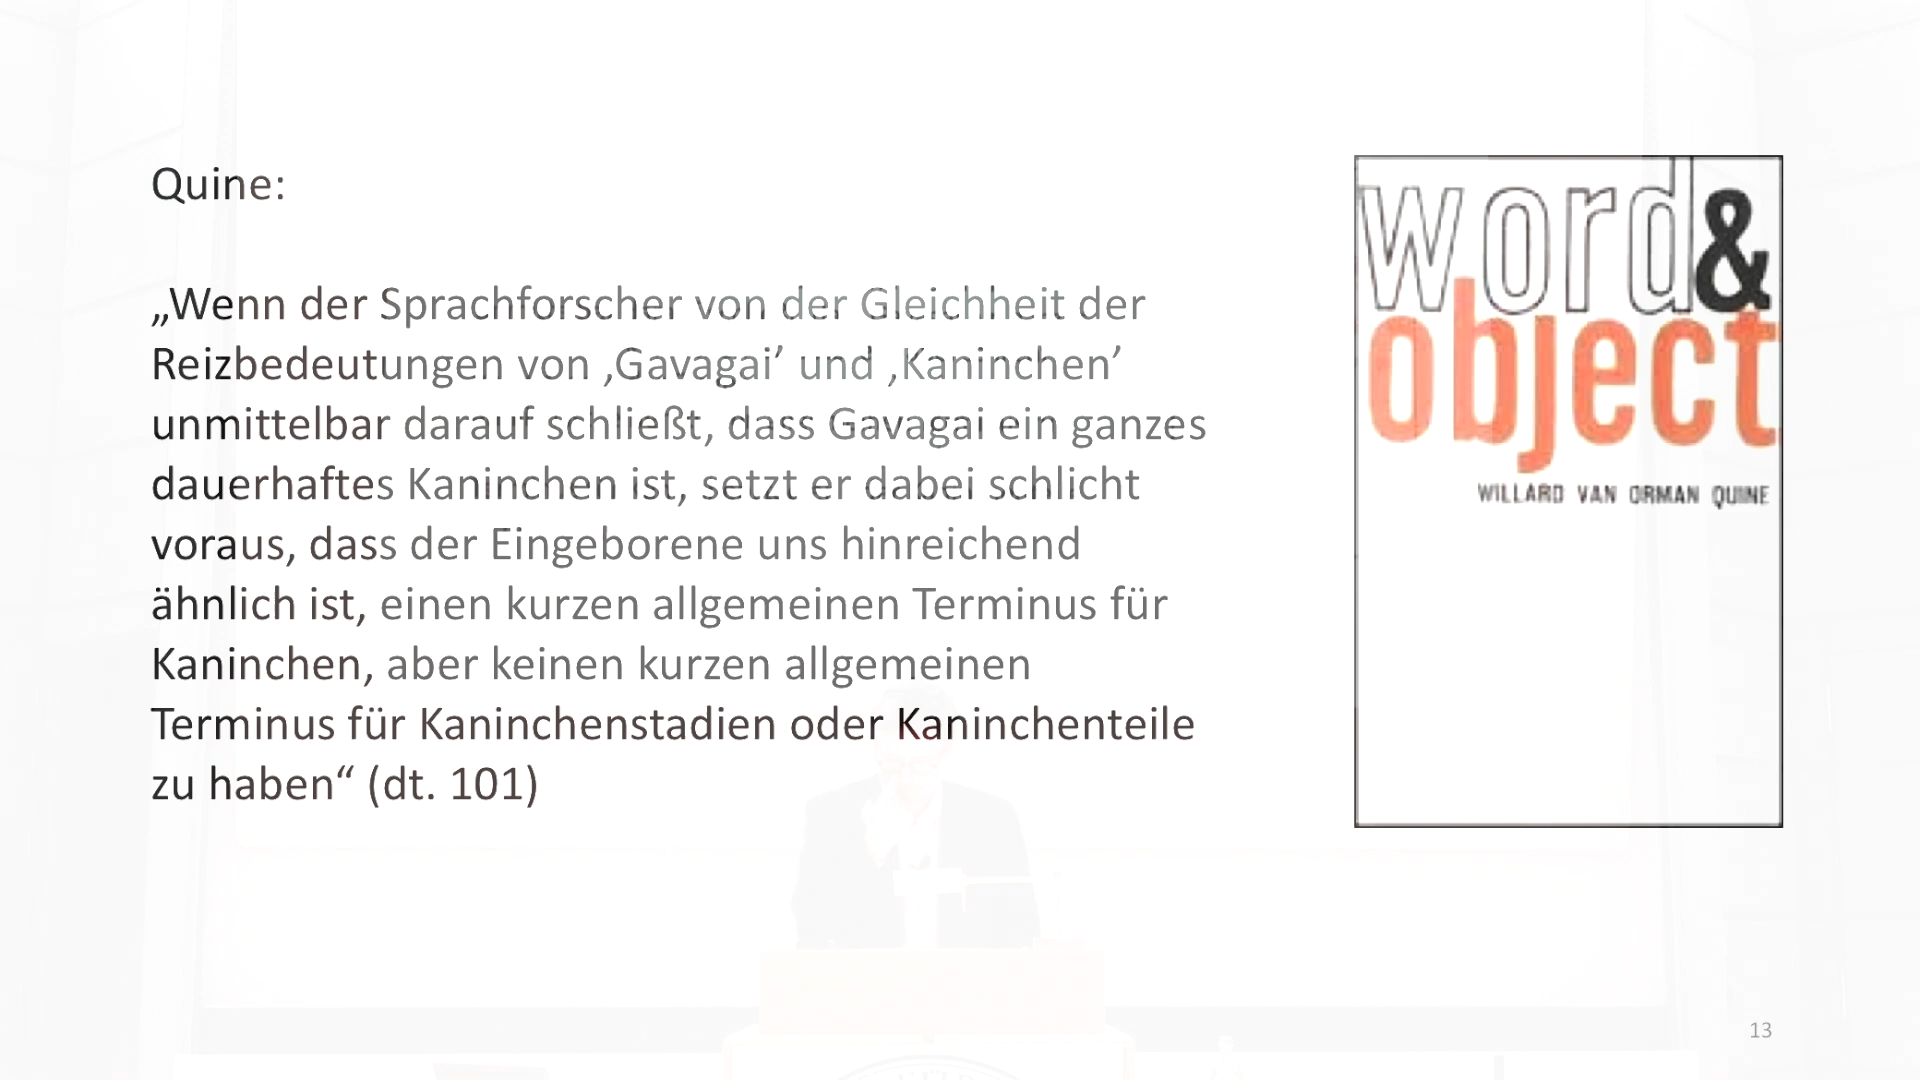 Quine:
„Wenn der Sprachforscher von der Gleichheit der
Reizbedeutungen von ‚Gavagai’ und ‚Kaninchen’
unmittelbar darauf schließt, dass Gavagai ein ganzes
dauerhaftes Kaninchen ist, setzt er dabei schlicht
voraus, dass der Eingeborene uns hinreichend
ähnlich ist, einen kurzen allgemeinen Terminus für
Kaninchen, aber keinen kurzen allgemeinen
Terminus für Kaninchenstadien oder Kaninchenteile
zu haben“ (dt. 101)
word&
object
WILLARD VAN ORMAN QUINE
13